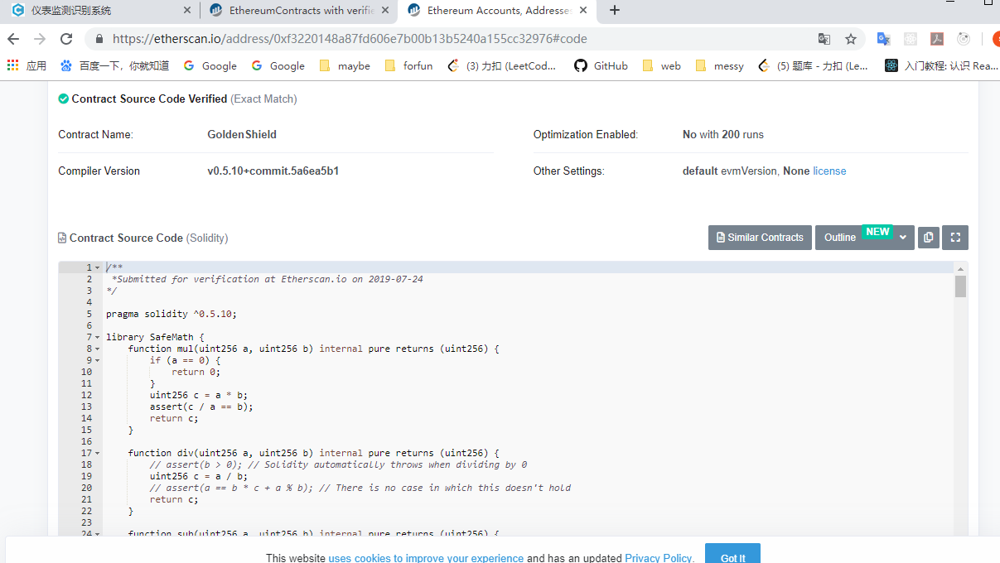 仪表监测识别系统
EthereumContracts with verifie
Ethereum Accounts, Addresse
https://etherscan.io/address/0xf3220148a87fd606e7b00b13b5240a155cc32976#code
应用 百度一下，你就知道 Google Google maybe forfun (3) 力扣 (LeetCod... GitHub web messy (5) 题库 - 力扣 (Le... 入门教程: 认识 Rea...
Contract Source Code Verified (Exact Match)
Contract Name: GoldenShield Optimization Enabled: No with 200 runs
Compiler Version v0.5.10+commit.5a6ea5b1 Other Settings: default evmVersion, None license
Contract Source Code (Solidity) Similar Contracts Outline NEW
1 /**
2 *Submitted for verification at Etherscan.io on 2019-07-24
3 */
4
5 pragma solidity ^0.5.10;
6
7 library SafeMath {
8 function mul(uint256 a, uint256 b) internal pure returns (uint256) {
9 if (a == 0) {
10 return 0;
11 }
12 uint256 c = a * b;
13 assert(c / a == b);
14 return c;
15 }
16
17 function div(uint256 a, uint256 b) internal pure returns (uint256) {
18 // assert(b > 0); // Solidity automatically throws when dividing by 0
19 uint256 c = a / b;
20 // assert(a == b * c + a % b); // There is no case in which this doesn't hold
21 return c;
22 }
23
24 function sub(uint256 a, uint256 b) internal pure returns (uint256) {
This website uses cookies to improve your experience and has an updated Privacy Policy. Got It